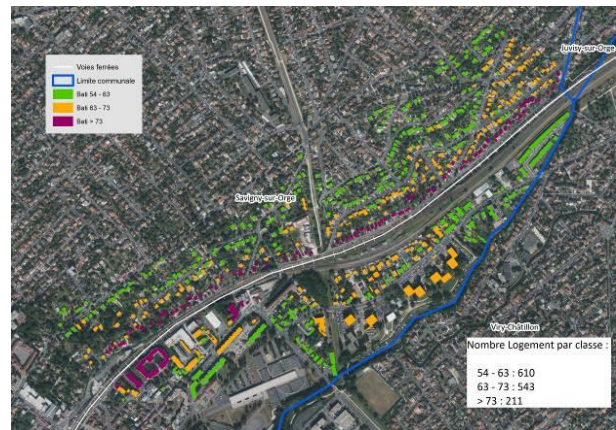 Juvisy-sur-Orge
Voies ferrées
Limite communale
Bati 54 - 63
Bati 63 - 73
Bati > 73
Savigny-sur-Orge
Viry-Châtillon
Nombre Logement par classe :
54 - 63 : 610
63 - 73 : 543
> 73 : 211